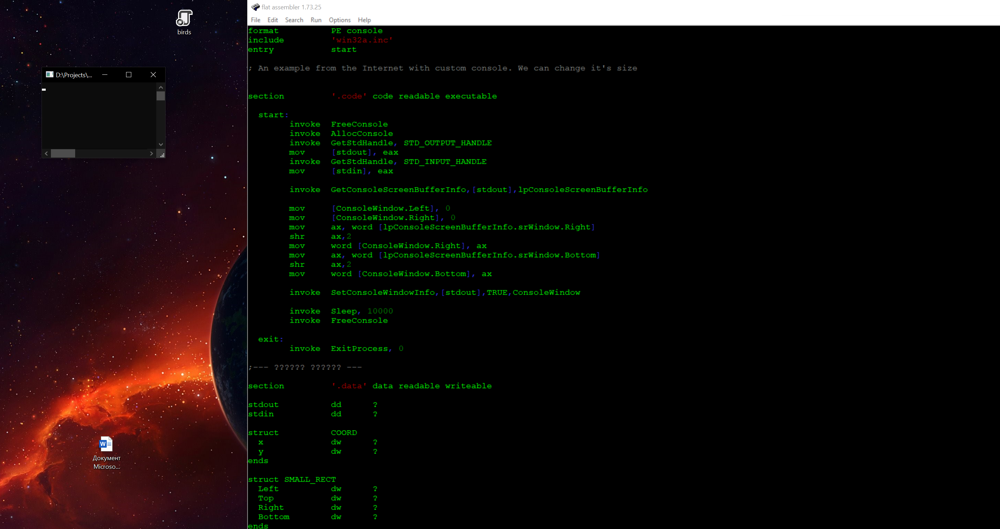 birds
D:\Projects\...
Документ
Microso...
flat assembler 1.73.25
File Edit Search Run Options Help
format PE console
include 'win32a.inc'
entry start
; An example from the Internet with custom console. We can change it's size
section '.code' code readable executable
start:
invoke FreeConsole
invoke AllocConsole
invoke GetStdHandle, STD_OUTPUT_HANDLE
mov [stdout], eax
invoke GetStdHandle, STD_INPUT_HANDLE
mov [stdin], eax
invoke GetConsoleScreenBufferInfo,[stdout],lpConsoleScreenBufferInfo
mov [ConsoleWindow.Left], 0
mov [ConsoleWindow.Right], 0
mov ax, word [lpConsoleScreenBufferInfo.srWindow.Right]
shr ax,2
mov word [ConsoleWindow.Right], ax
mov ax, word [lpConsoleScreenBufferInfo.srWindow.Bottom]
shr ax,2
mov word [ConsoleWindow.Bottom], ax
invoke SetConsoleWindowInfo,[stdout],TRUE,ConsoleWindow
invoke Sleep, 10000
invoke FreeConsole
exit:
invoke ExitProcess, 0
;--- ?????? ?????? ---
section '.data' data readable writeable
stdout dd ?
stdin dd ?
struct COORD
x dw ?
y dw ?
ends
struct SMALL_RECT
Left dw ?
Top dw ?
Right dw ?
Bottom dw ?
ends